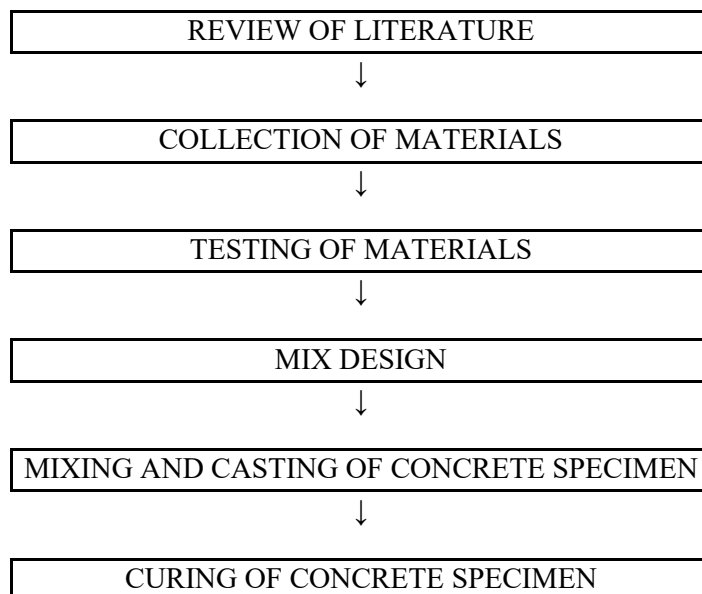 REVIEW OF LITERATURE
↓
COLLECTION OF MATERIALS
↓
TESTING OF MATERIALS
↓
MIX DESIGN
↓
MIXING AND CASTING OF CONCRETE SPECIMEN
↓
CURING OF CONCRETE SPECIMEN